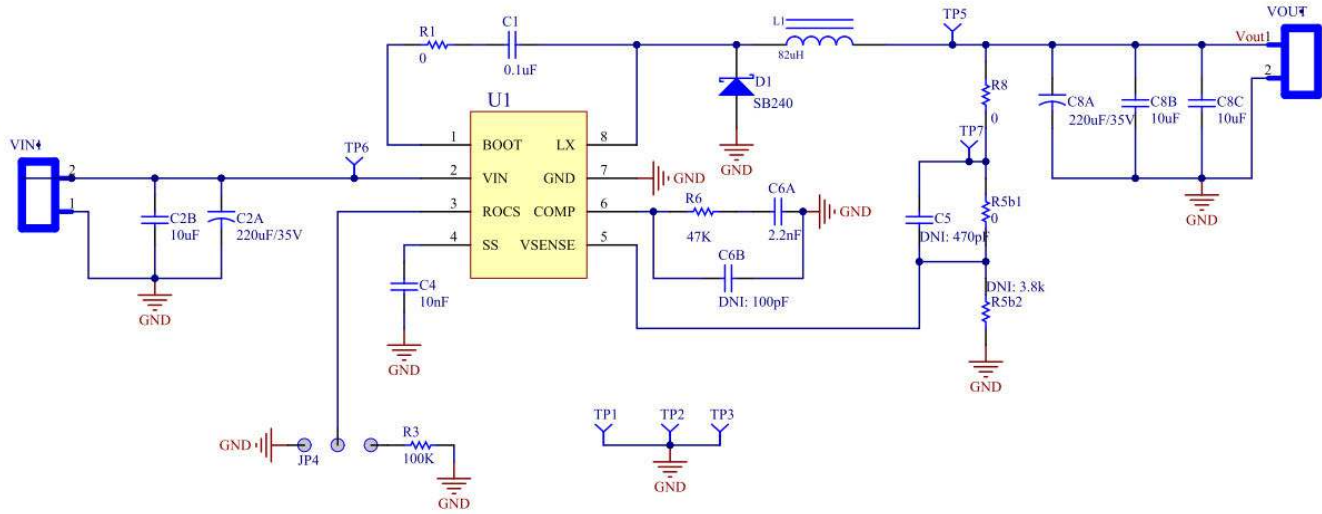 L1
TP5
VOUT
R1
C1
Vout1
0
0.1uF
82uH
2
U1
D1
SB240
R8
0
C8A
220uF/35V
C8B
10uF
C8C
10uF
TP7
VIN
TP6
1
BOOT
LX
8
GND
GND
2
2
VIN
GND
7
GND
1
3
ROCS
COMP
6
R6
47K
C6A
2.2nF
GND
C2B
10uF
C2A
220uF/35V
4
SS
VSENSE
5
C5
DNI: 470pF
R5b1
0
C6B
DNI: 100pF
C4
10nF
DNI: 3.8k
R5b2
GND
GND
GND
TP1
TP2
TP3
GND
JP4
R3
100K
GND
GND